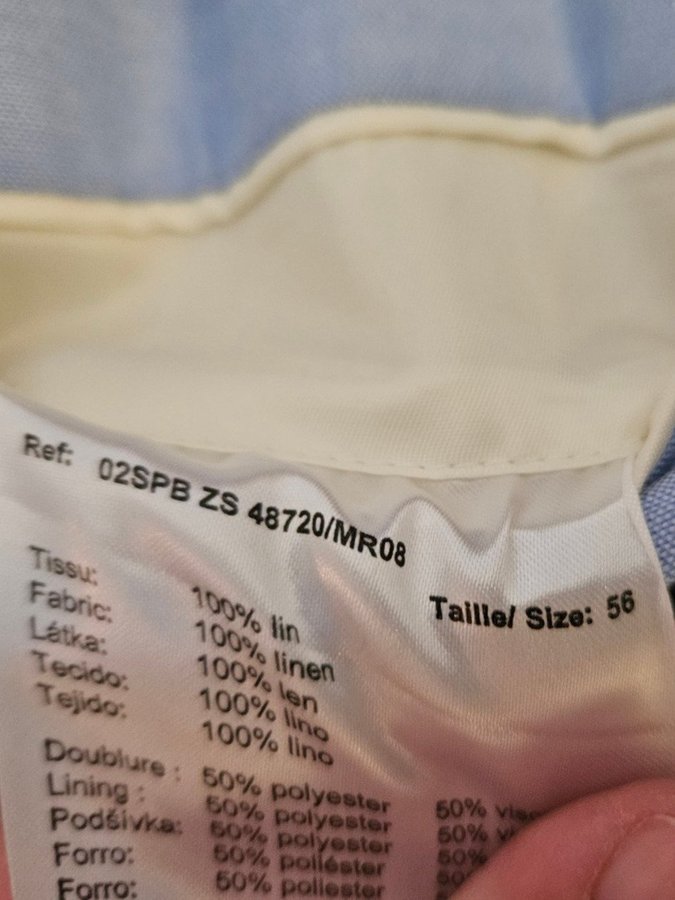 Ref: 02SPB ZS 48720/MR08
Taille/ Size: 56
Tissu: 100% lin
Fabric: 100% linen
Látka: 100% len
Tecido: 100% lino
Tejido: 100% lino
Doublure : 50% polyester 50%
Lining : 50% polyester 50%
Podšívka: 50% polyester 50%
Forro: 50% poliéster 50%
Forro: 50% poliester